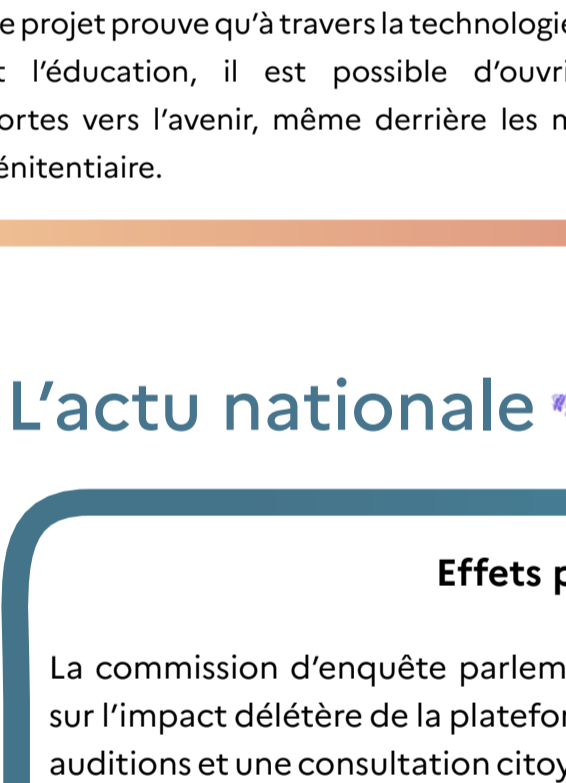 e projet prouve qu'à travers la technologie
t l'éducation, il est possible d'ouvri
ortes vers l'avenir, même derrière les m
énitentiaire.
L'actu nationale
Effets p
La commission d'enquête parlem
sur l'impact délétère de la platefor
auditions et une consultation citoy